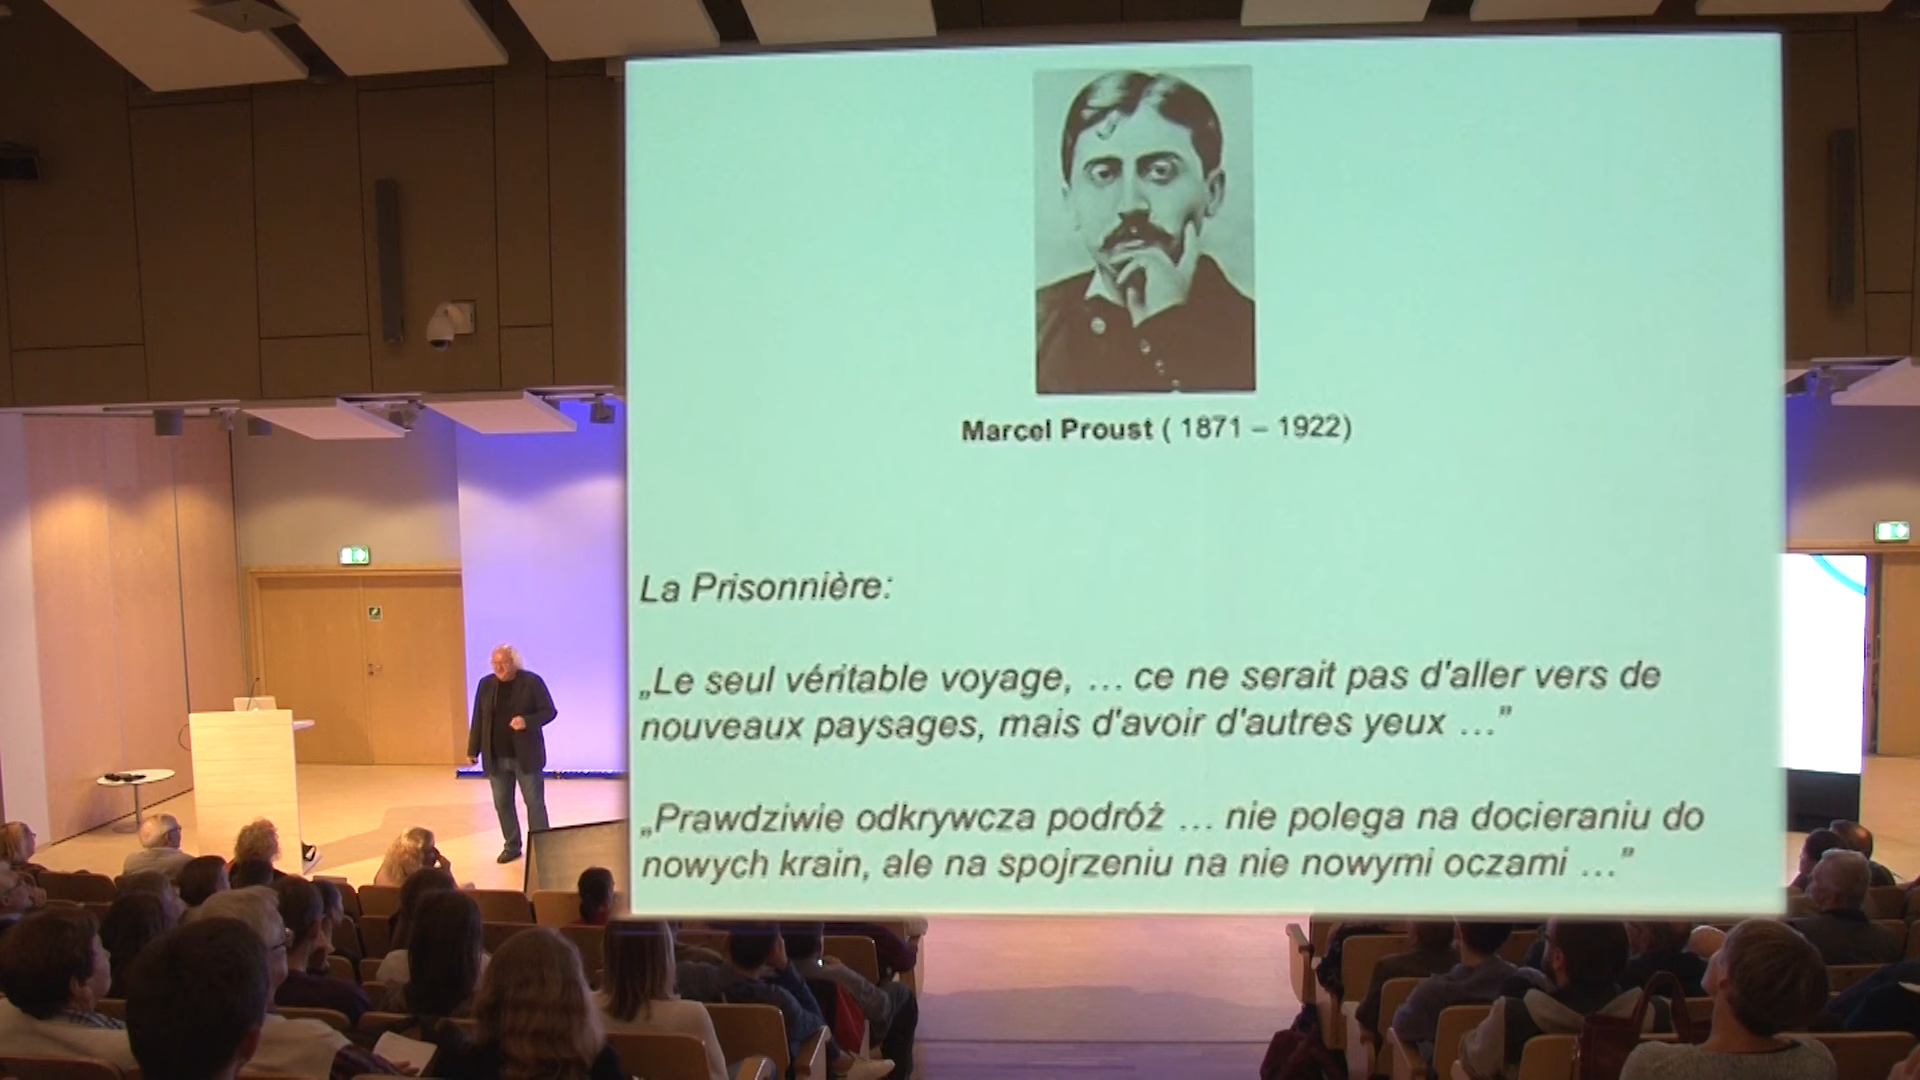 Marcel Proust ( 1871 – 1922)
La Prisonnière:
„Le seul véritable voyage, … ce ne serait pas d'aller vers de
nouveaux paysages, mais d'avoir d'autres yeux …”
„Prawdziwie odkrywcza podróż … nie polega na docieraniu do
nowych krain, ale na spojrzeniu na nie nowymi oczami …”